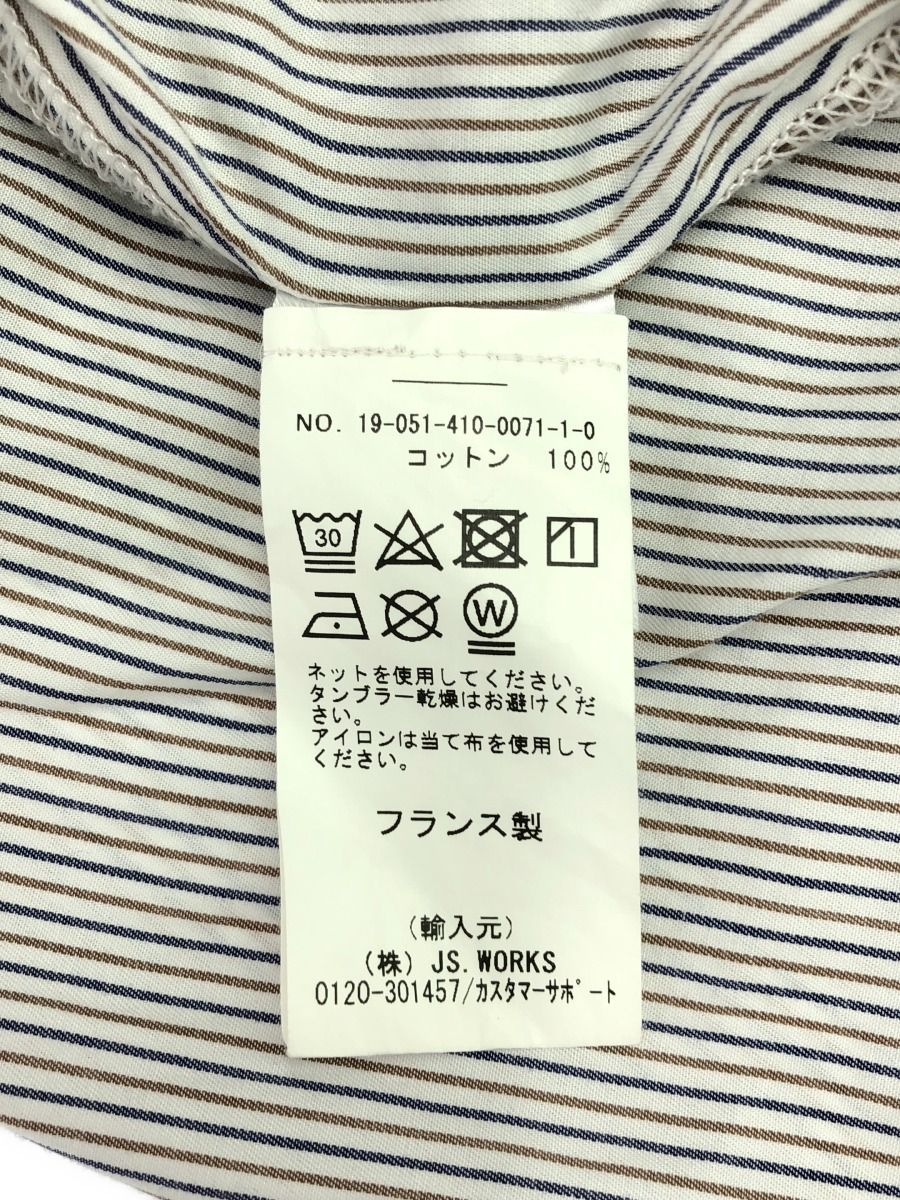 NO. 19-051-410-0071-1-0
コットン 100%
30
W
ネットを使用してください。
タンブラー乾燥はお避けくだ
さい。
アイロンは当て布を使用して
ください。
フランス製
(輸入元)
(株) JS.WORKS
0120-301457/カスタマーサポート